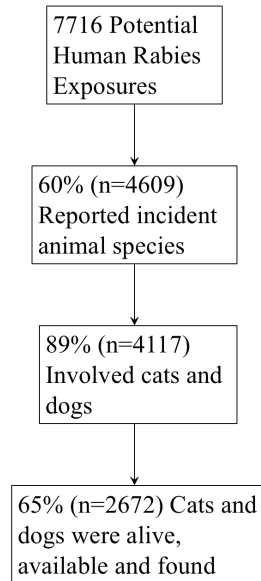 7716 Potential
Human Rabies
Exposures
60% (n=4609)
Reported incident
animal species
89% (n=4117)
Involved cats and
dogs
65% (n=2672) Cats and
dogs were alive,
available and found